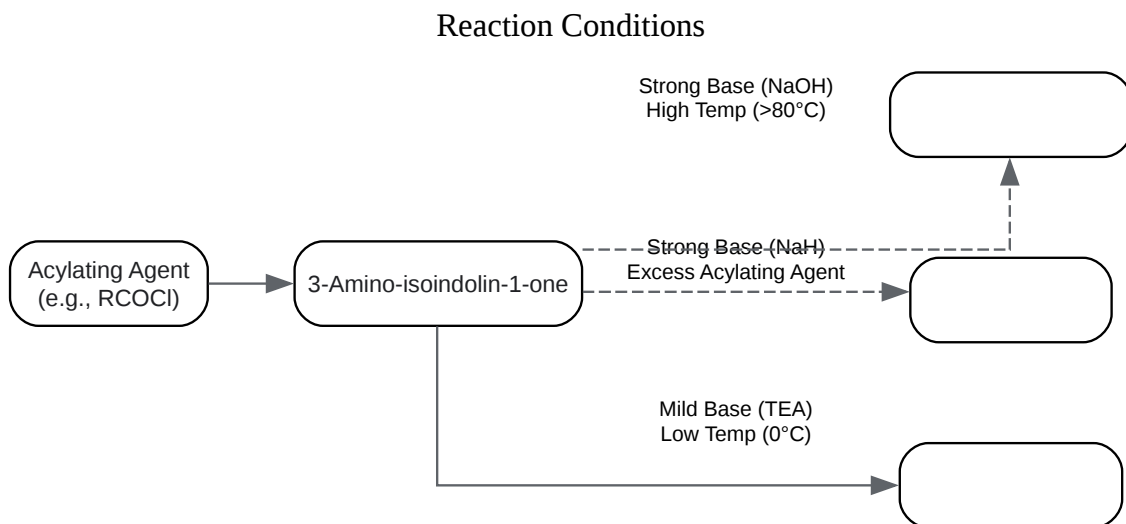 Reaction Conditions
Strong Base (NaOH)
High Temp (>80°C)
Strong Base (NaH)
Excess Acylating Agent
Acylating Agent
(e.g., RCOCl)
3-Amino-isoindolin-1-one
Mild Base (TEA)
Low Temp (0°C)